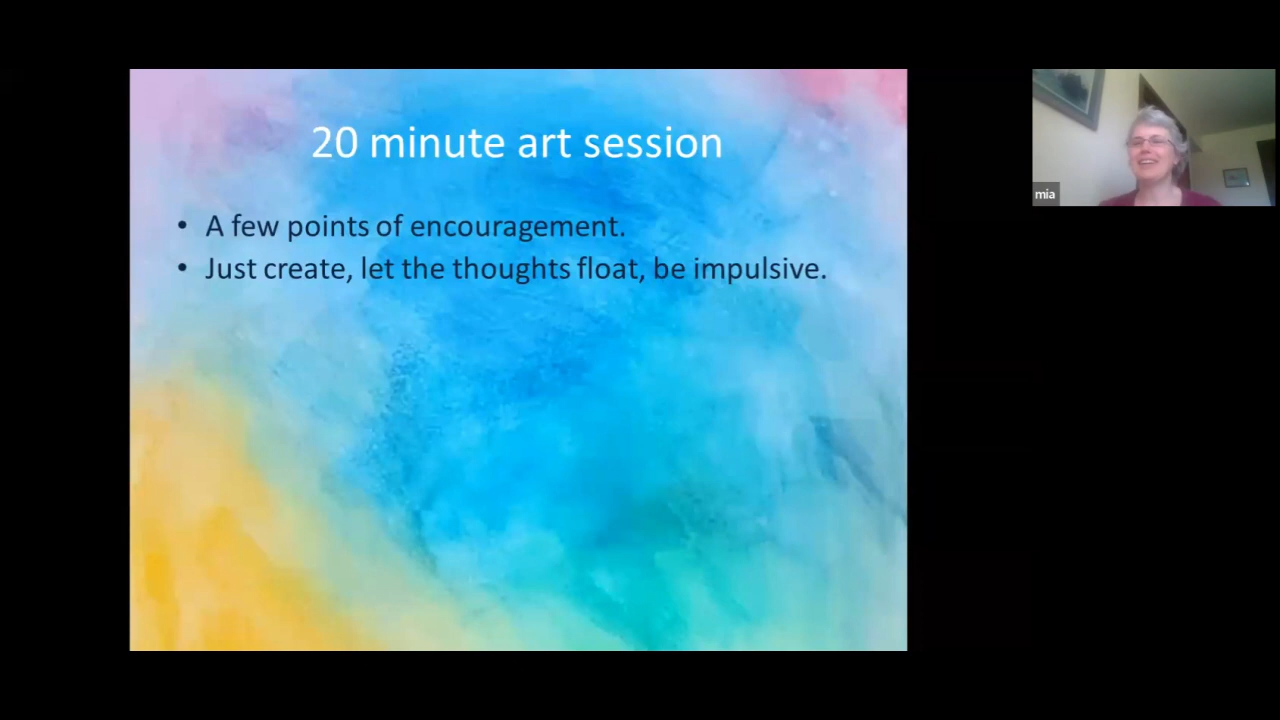 20 minute art session
• A few points of encouragement.
• Just create, let the thoughts float, be impulsive.
mia